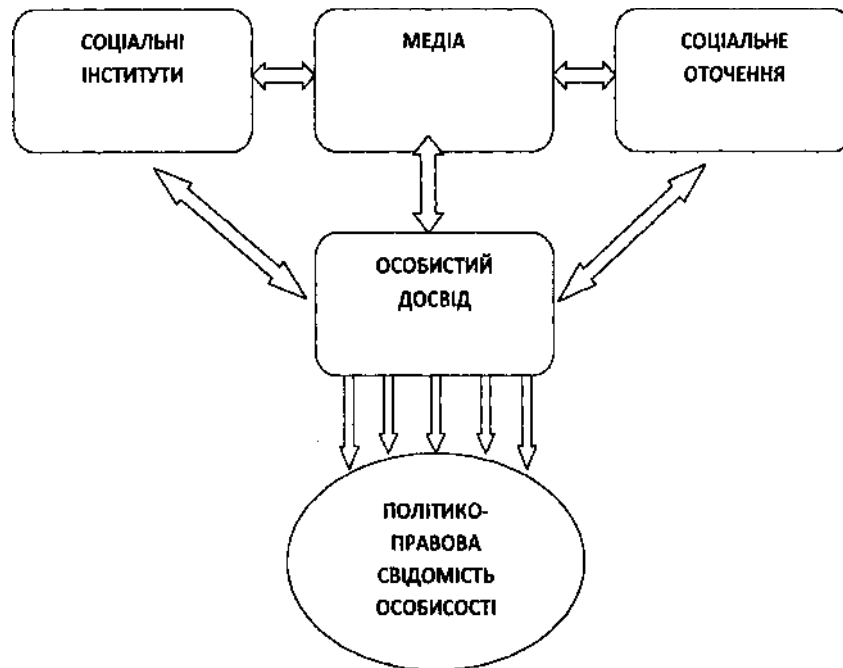 СОЦІАЛЬНІ
ІНСТИТУТИ
МЕДІА
СОЦІАЛЬНЕ
ОТОЧЕННЯ
ОСОБИСТИЙ
ДОСВІД
ПОЛІТИКО-
ПРАВОВА
СВІДОМІСТЬ
ОСОБИСОСТІ